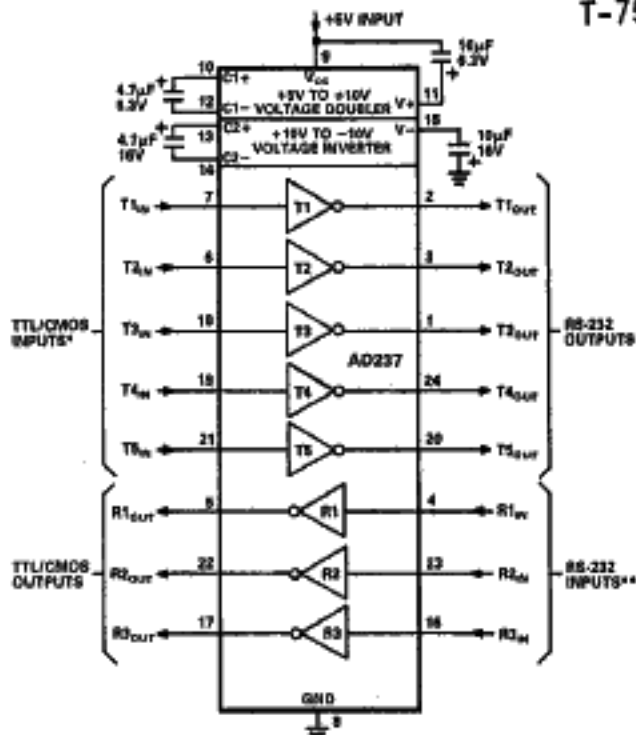 T-75
+5V INPUT
9
10µF
6.3V
10
C1+
VCC
4.7µF
6.3V
+5V TO +10V
VOLTAGE DOUBLER
V+
11
12
C1−
13
C2+
V−
15
4.7µF
16V
+10V TO −10V
VOLTAGE INVERTER
10µF
16V
C2−
14
T1IN
7
T1
2
T1OUT
T2IN
6
T2
3
T2OUT
TTL/CMOS
INPUTS*
T3IN
18
T3
1
T3OUT
RS-232
OUTPUTS
AD237
T4IN
19
T4
24
T4OUT
T5IN
21
T5
20
T5OUT
R1OUT
5
R1
4
R1IN
TTL/CMOS
OUTPUTS
R2OUT
22
R2
23
R2IN
RS-232
INPUTS**
R3OUT
17
R3
16
R3IN
GND
8